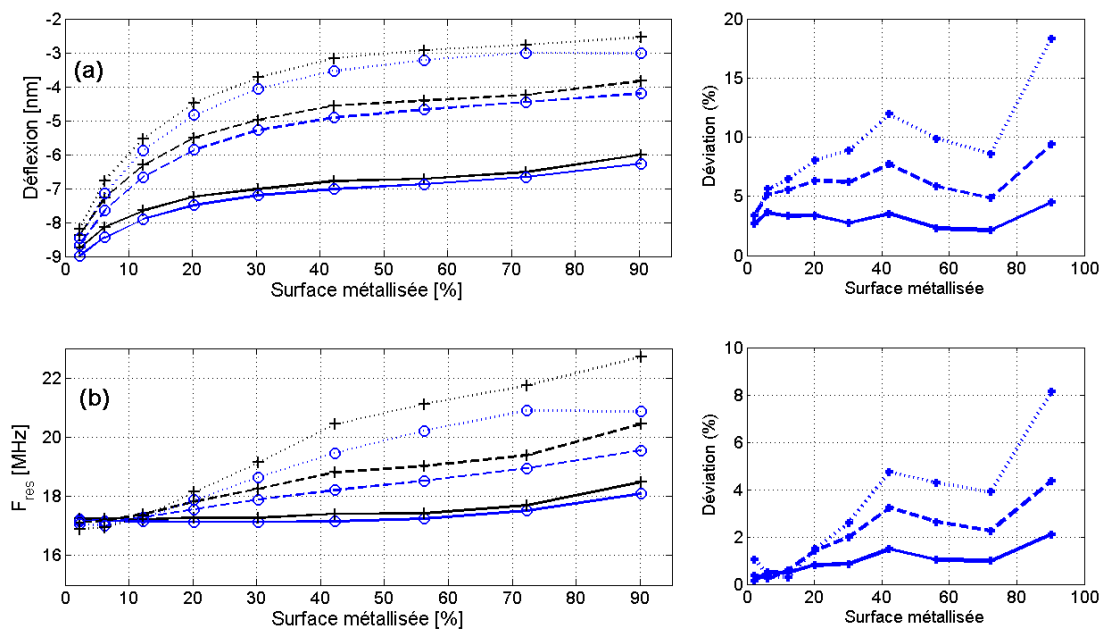 -2
-3
-4
-5
-6
-7
-8
-9
(a)
Déflexion [nm]
0 10 20 30 40 50 60 70 80 90
Surface métallisée [%]
20
15
10
5
0
Déviation (%)
0 20 40 60 80 100
Surface métallisée
22
20
18
16
(b)
F_res [MHz]
0 10 20 30 40 50 60 70 80 90
Surface métallisée [%]
10
8
6
4
2
0
Déviation (%)
0 20 40 60 80 100
Surface métallisée